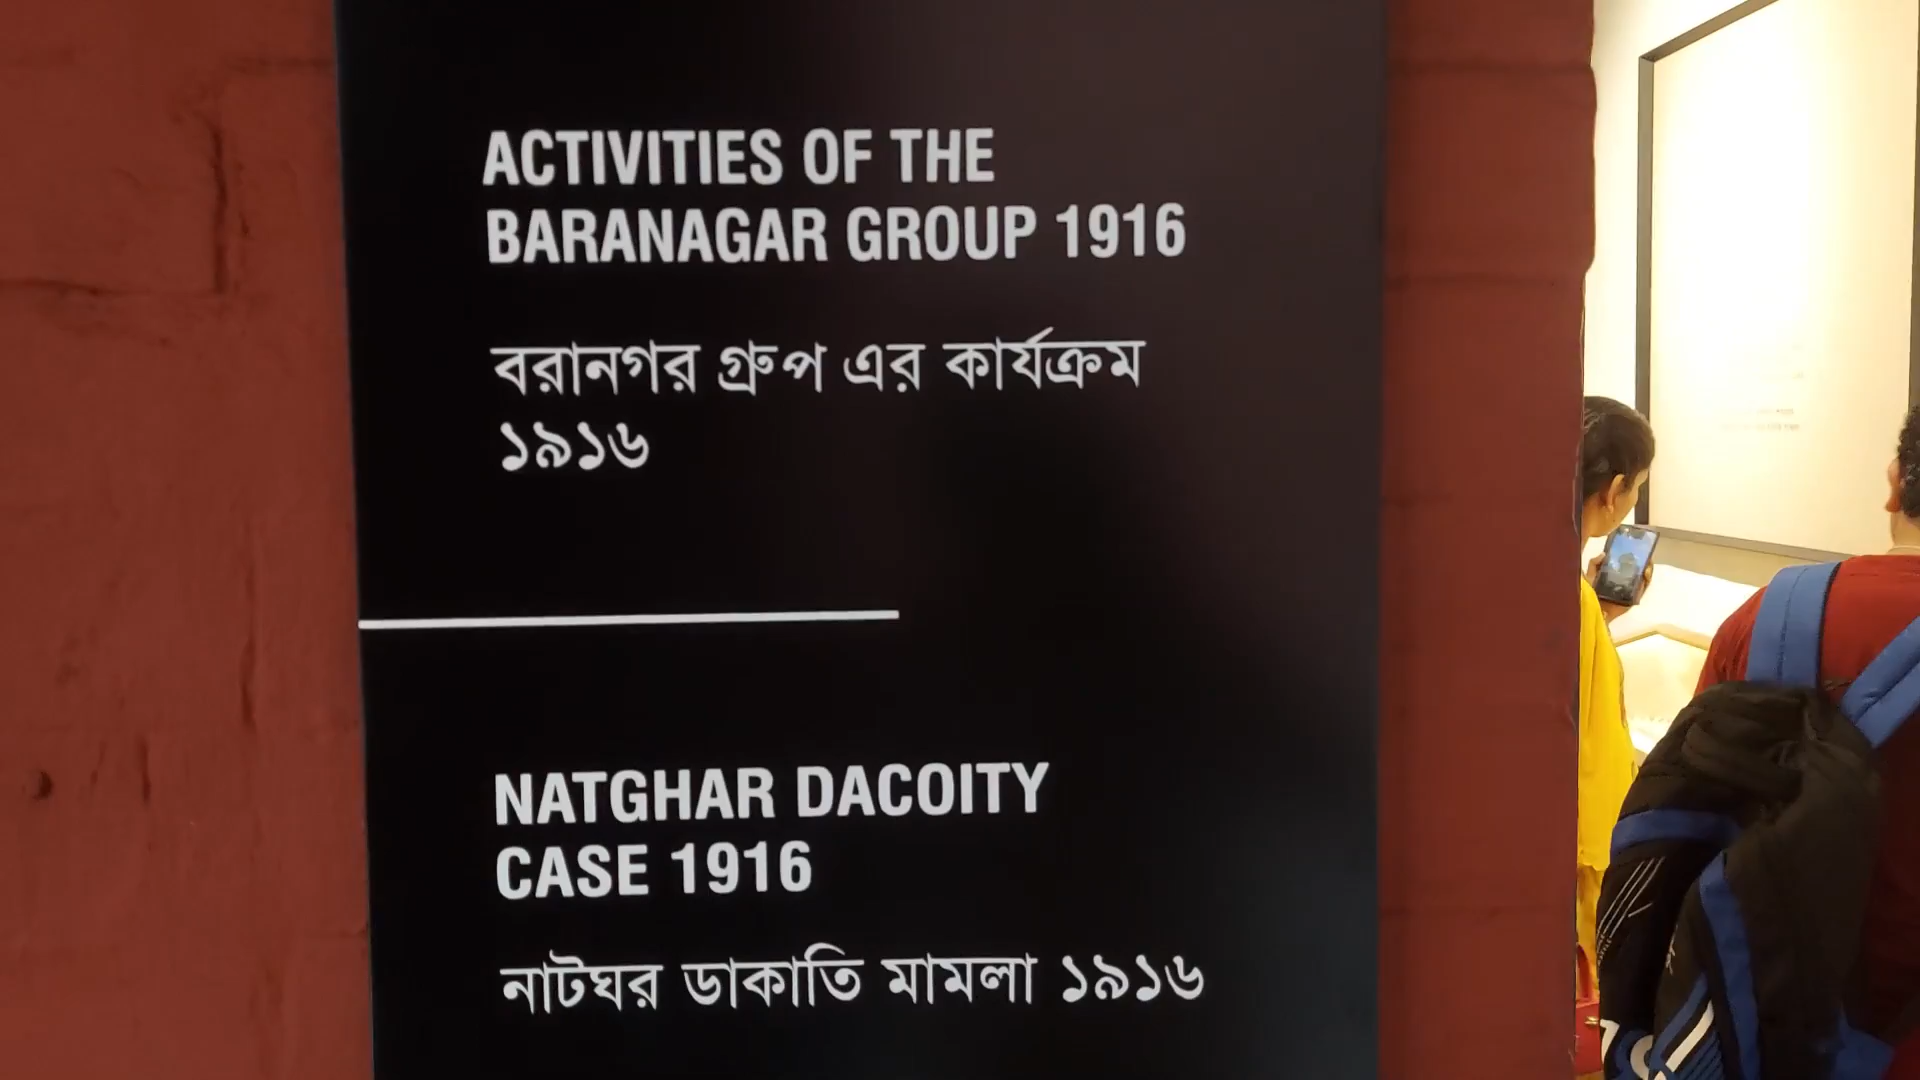 ACTIVITIES OF THE
BARANAGAR GROUP 1916
বরানগর গ্রুপ এর কার্যক্রম
১৯১৬
NATGHAR DACOITY
CASE 1916
নাটঘর ডাকাতি মামলা ১৯১৬